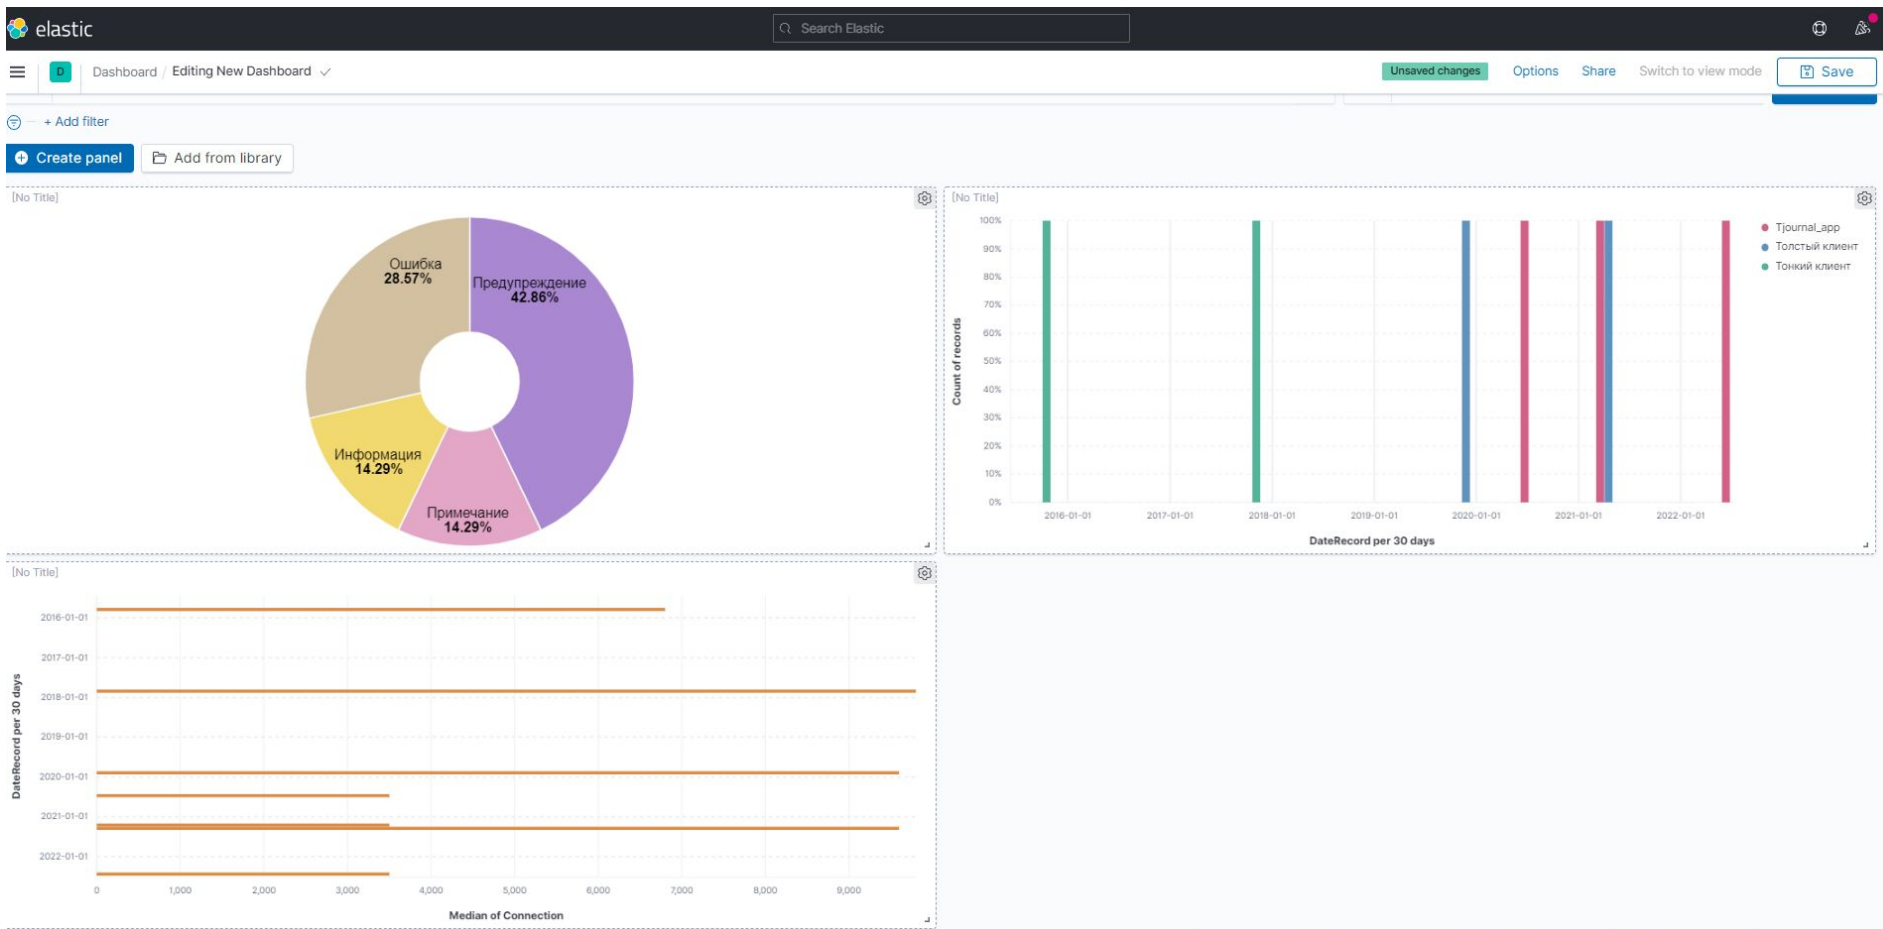 elastic
Search Elastic
D
Dashboard / Editing New Dashboard
Unsaved changes
Options
Share
Switch to view mode
Save
+ Add filter
Create panel
Add from library
[No Title]
Ошибка
28.57%
Предупреждение
42.86%
Информация
14.29%
Примечание
14.29%
[No Title]
Count of records
100%
90%
80%
70%
60%
50%
40%
30%
20%
10%
0%
2016-01-01
2017-01-01
2018-01-01
2019-01-01
2020-01-01
2021-01-01
2022-01-01
DateRecord per 30 days
Tjournal_app
Толстый клиент
Тонкий клиент
[No Title]
DateRecord per 30 days
2016-01-01
2017-01-01
2018-01-01
2019-01-01
2020-01-01
2021-01-01
2022-01-01
0
1,000
2,000
3,000
4,000
5,000
6,000
7,000
8,000
9,000
Median of Connection